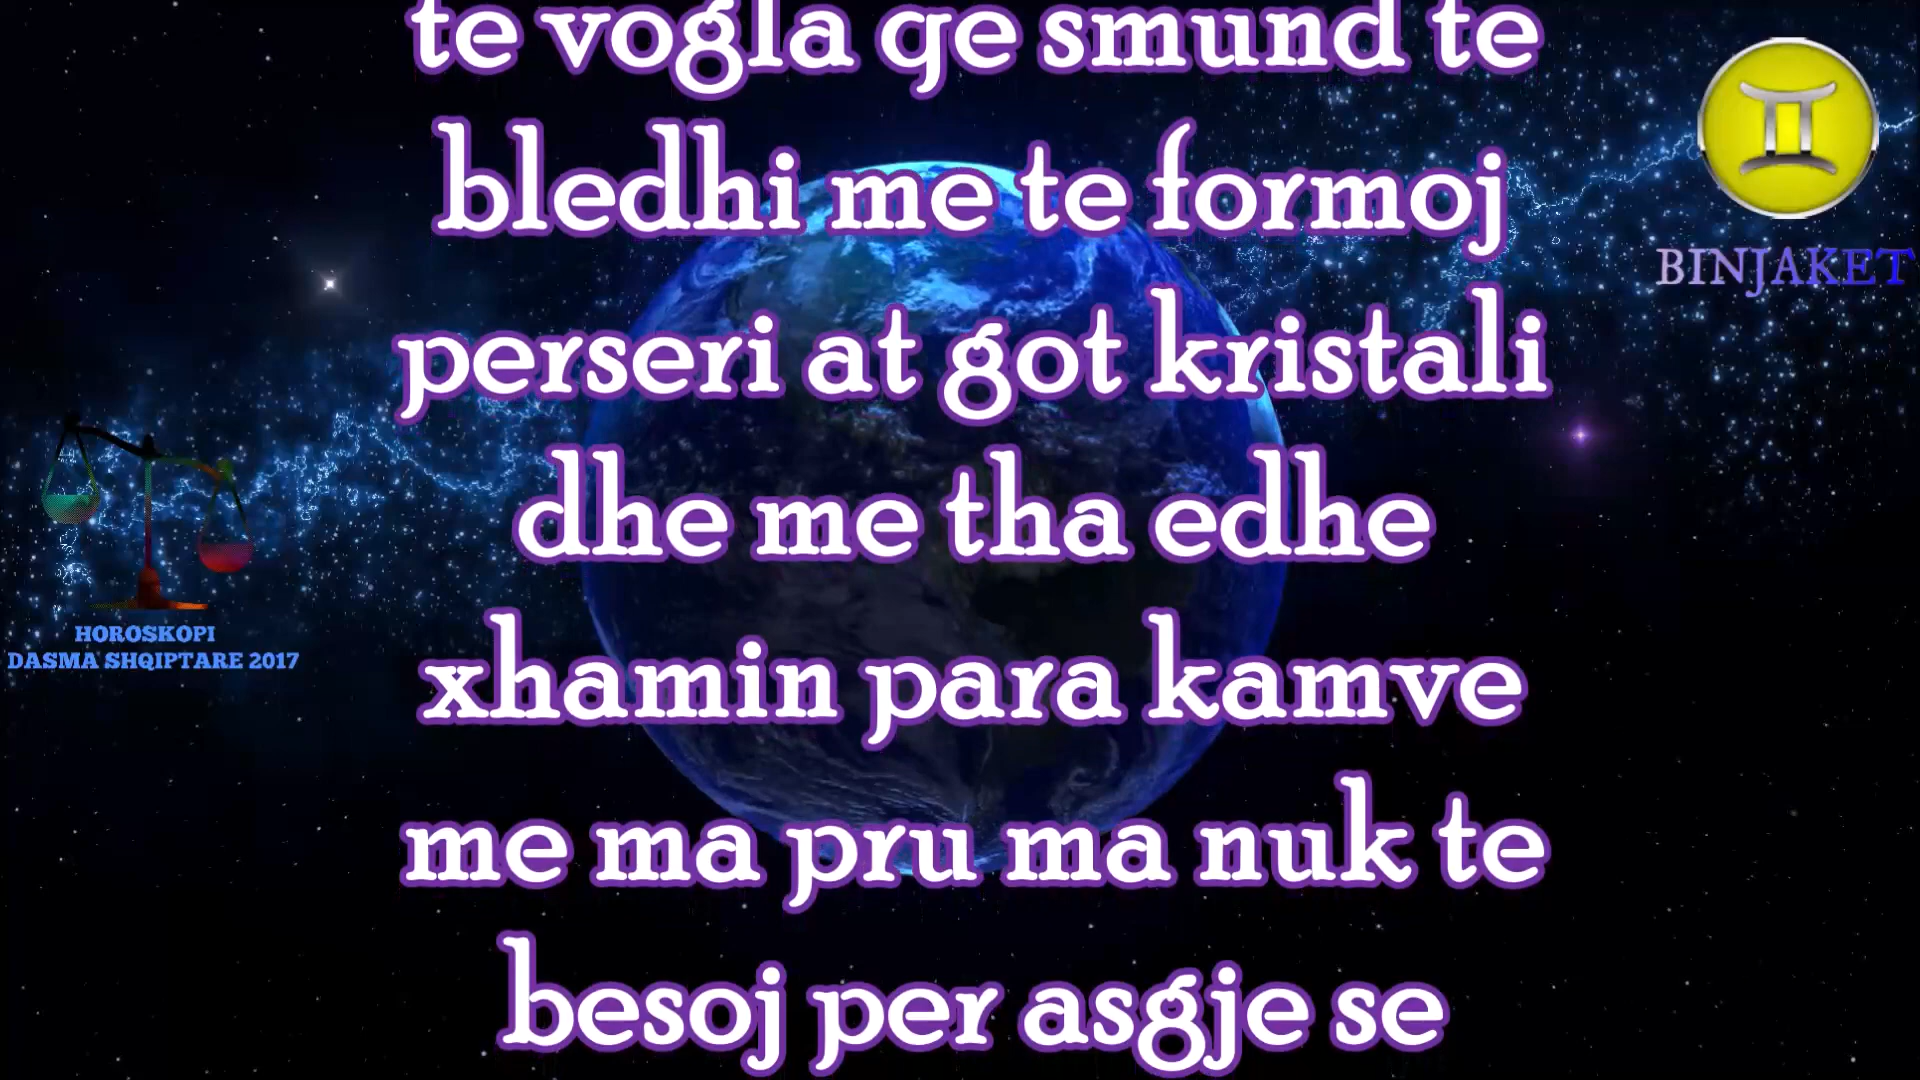 te vogla qe smund te
bledhi me te formoj
perseri at got kristali
dhe me tha edhe
xhamin para kamve
me ma pru ma nuk te
besoj per asgje se
BINJAKET
HOROSKOPI
DASMA SHQIPTARE 2017